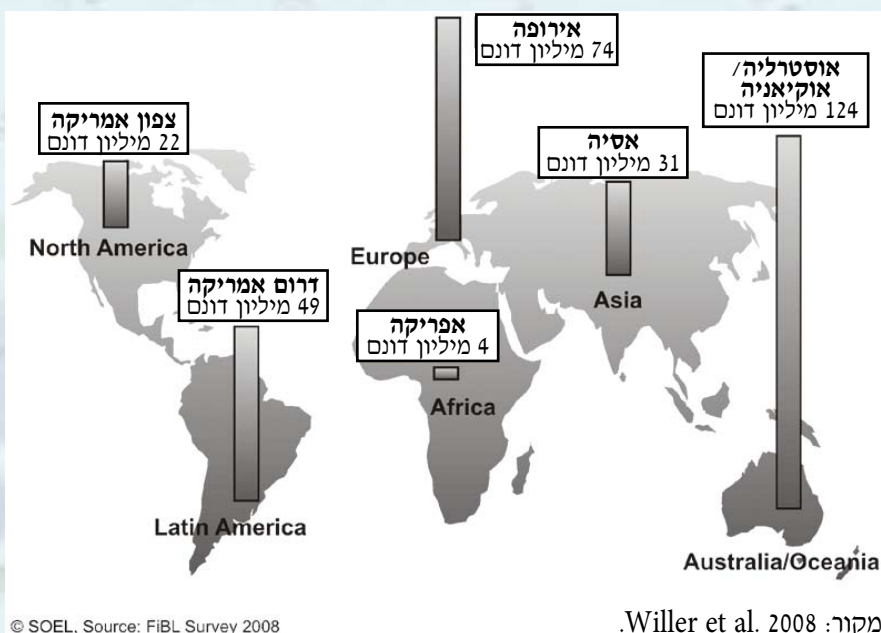 אירופה
74 מיליון דונם
אוסטרליה/
אוקיאניה
124 מיליון דונם
צפון אמריקה
22 מיליון דונם
אסיה
31 מיליון דונם
North America
Europe
דרום אמריקה
49 מיליון דונם
Asia
אפריקה
4 מיליון דונם
Africa
Latin America
Australia/Oceania
© SOEL, Source: FiBL Survey 2008
מקור: Willer et al. 2008.